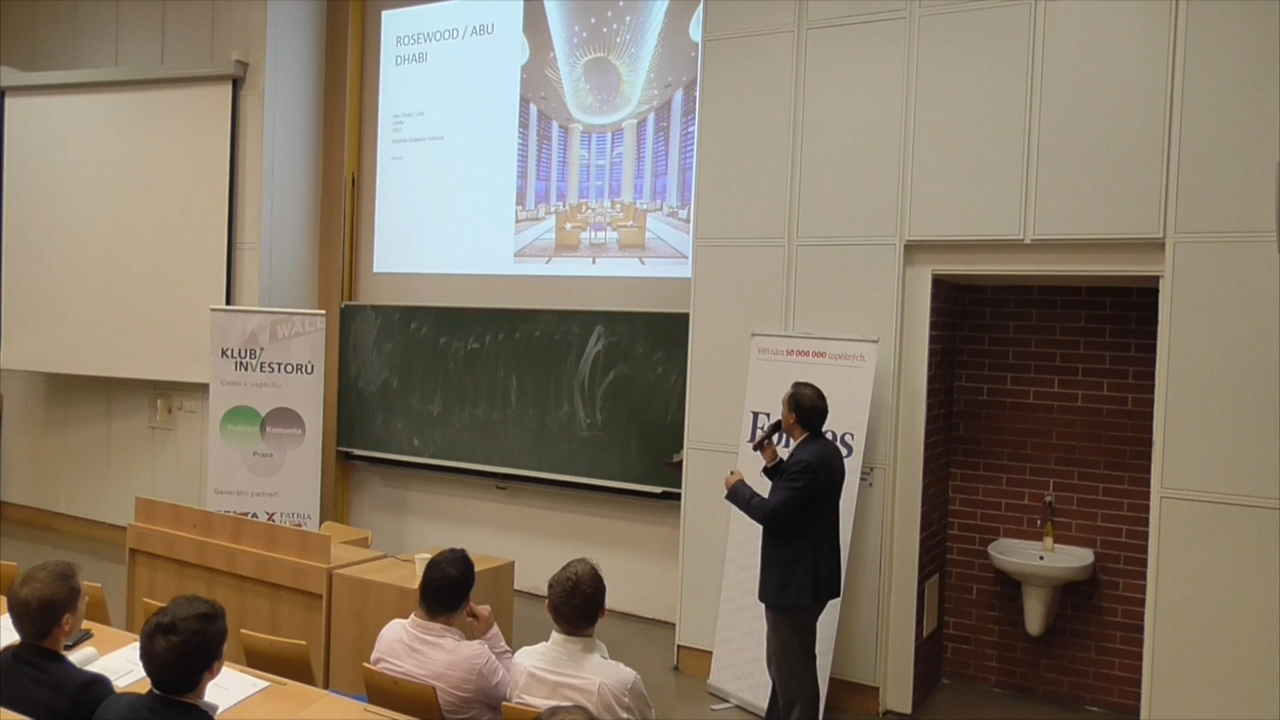 ROSEWOOD / ABU
DHABI
WALL
KLUB
INVESTORŮ
Cesta k úspěchu
Vzdělání
Komunita
Praxe
Generální partneři
PATRIA
FOREX
Věří nám 50 000 000 úspěšných.